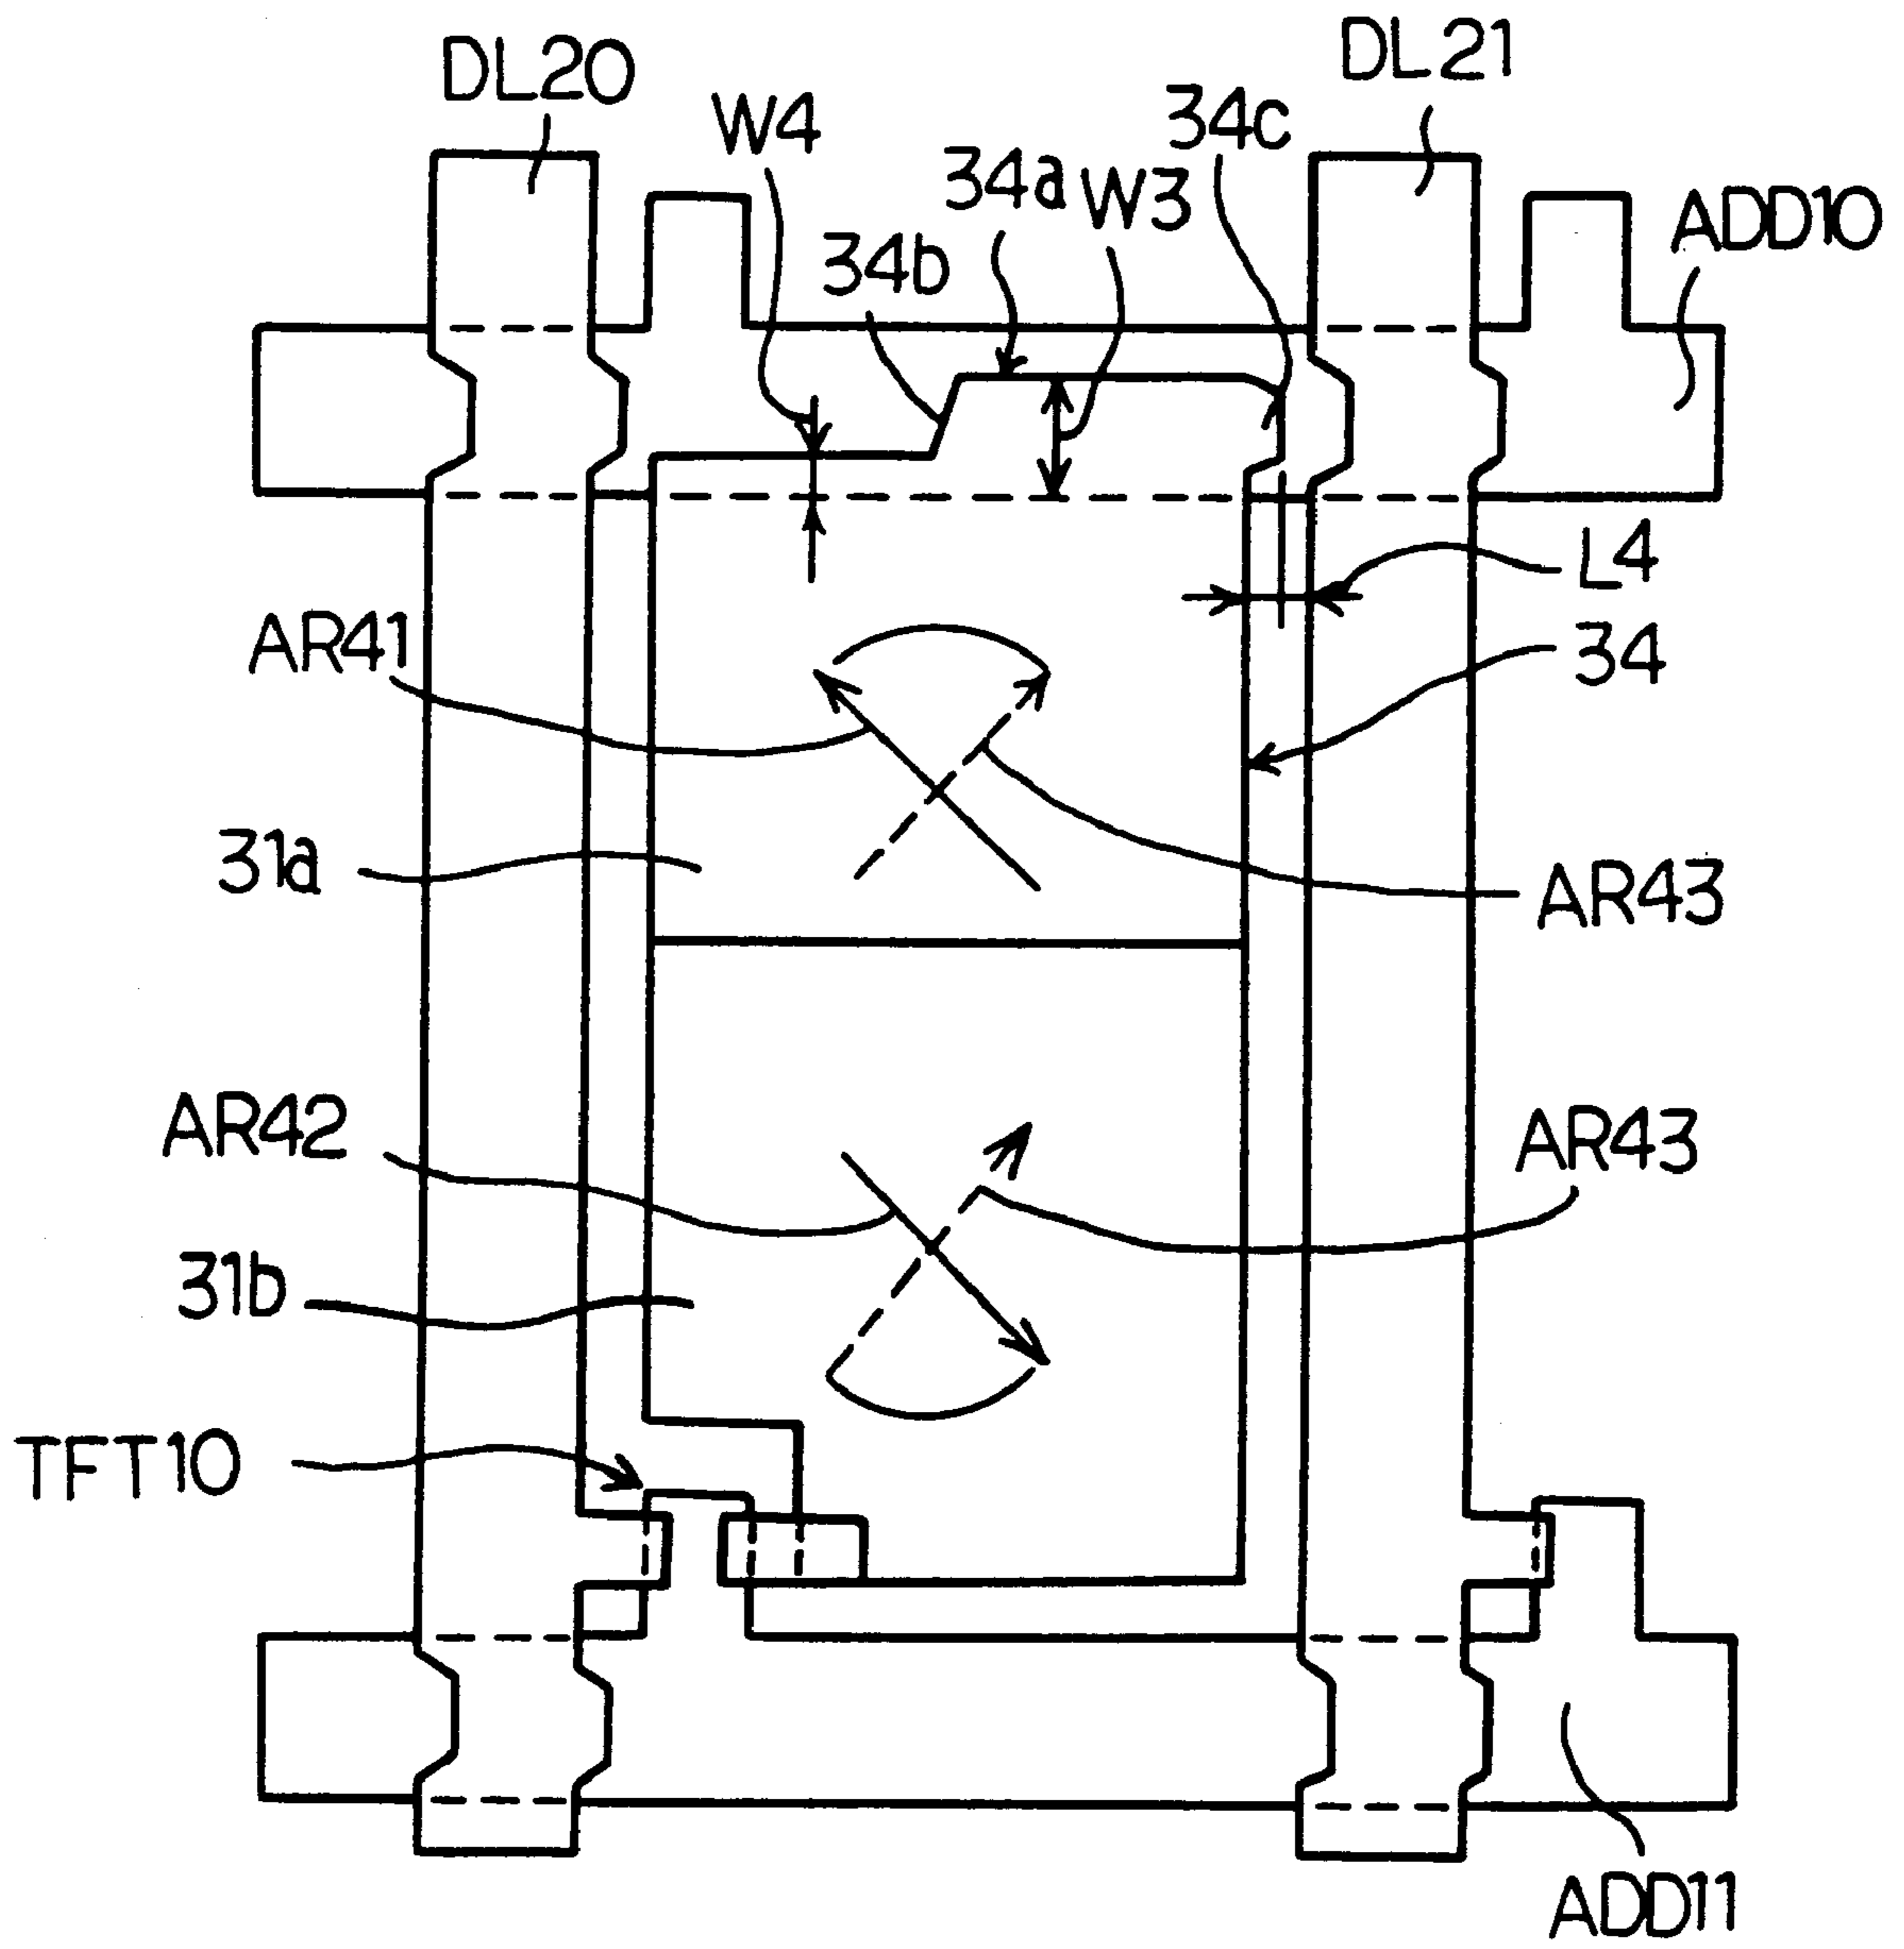 DL20
DL21
W4
34c
34a
W3
ADD10
34b
L4
AR41
34
31a
AR43
AR42
AR43
31b
TFT10
ADD11